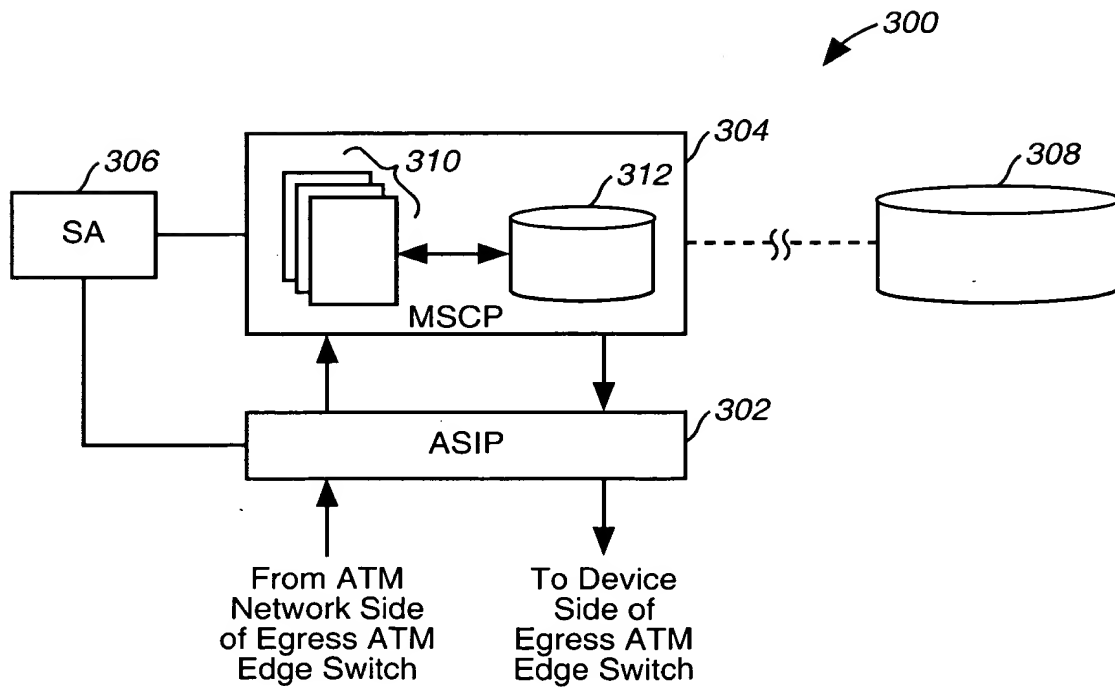 300
304
306
310
308
312
SA
MSCP
302
ASIP
From ATM
Network Side
of Egress ATM
Edge Switch
To Device
Side of
Egress ATM
Edge Switch